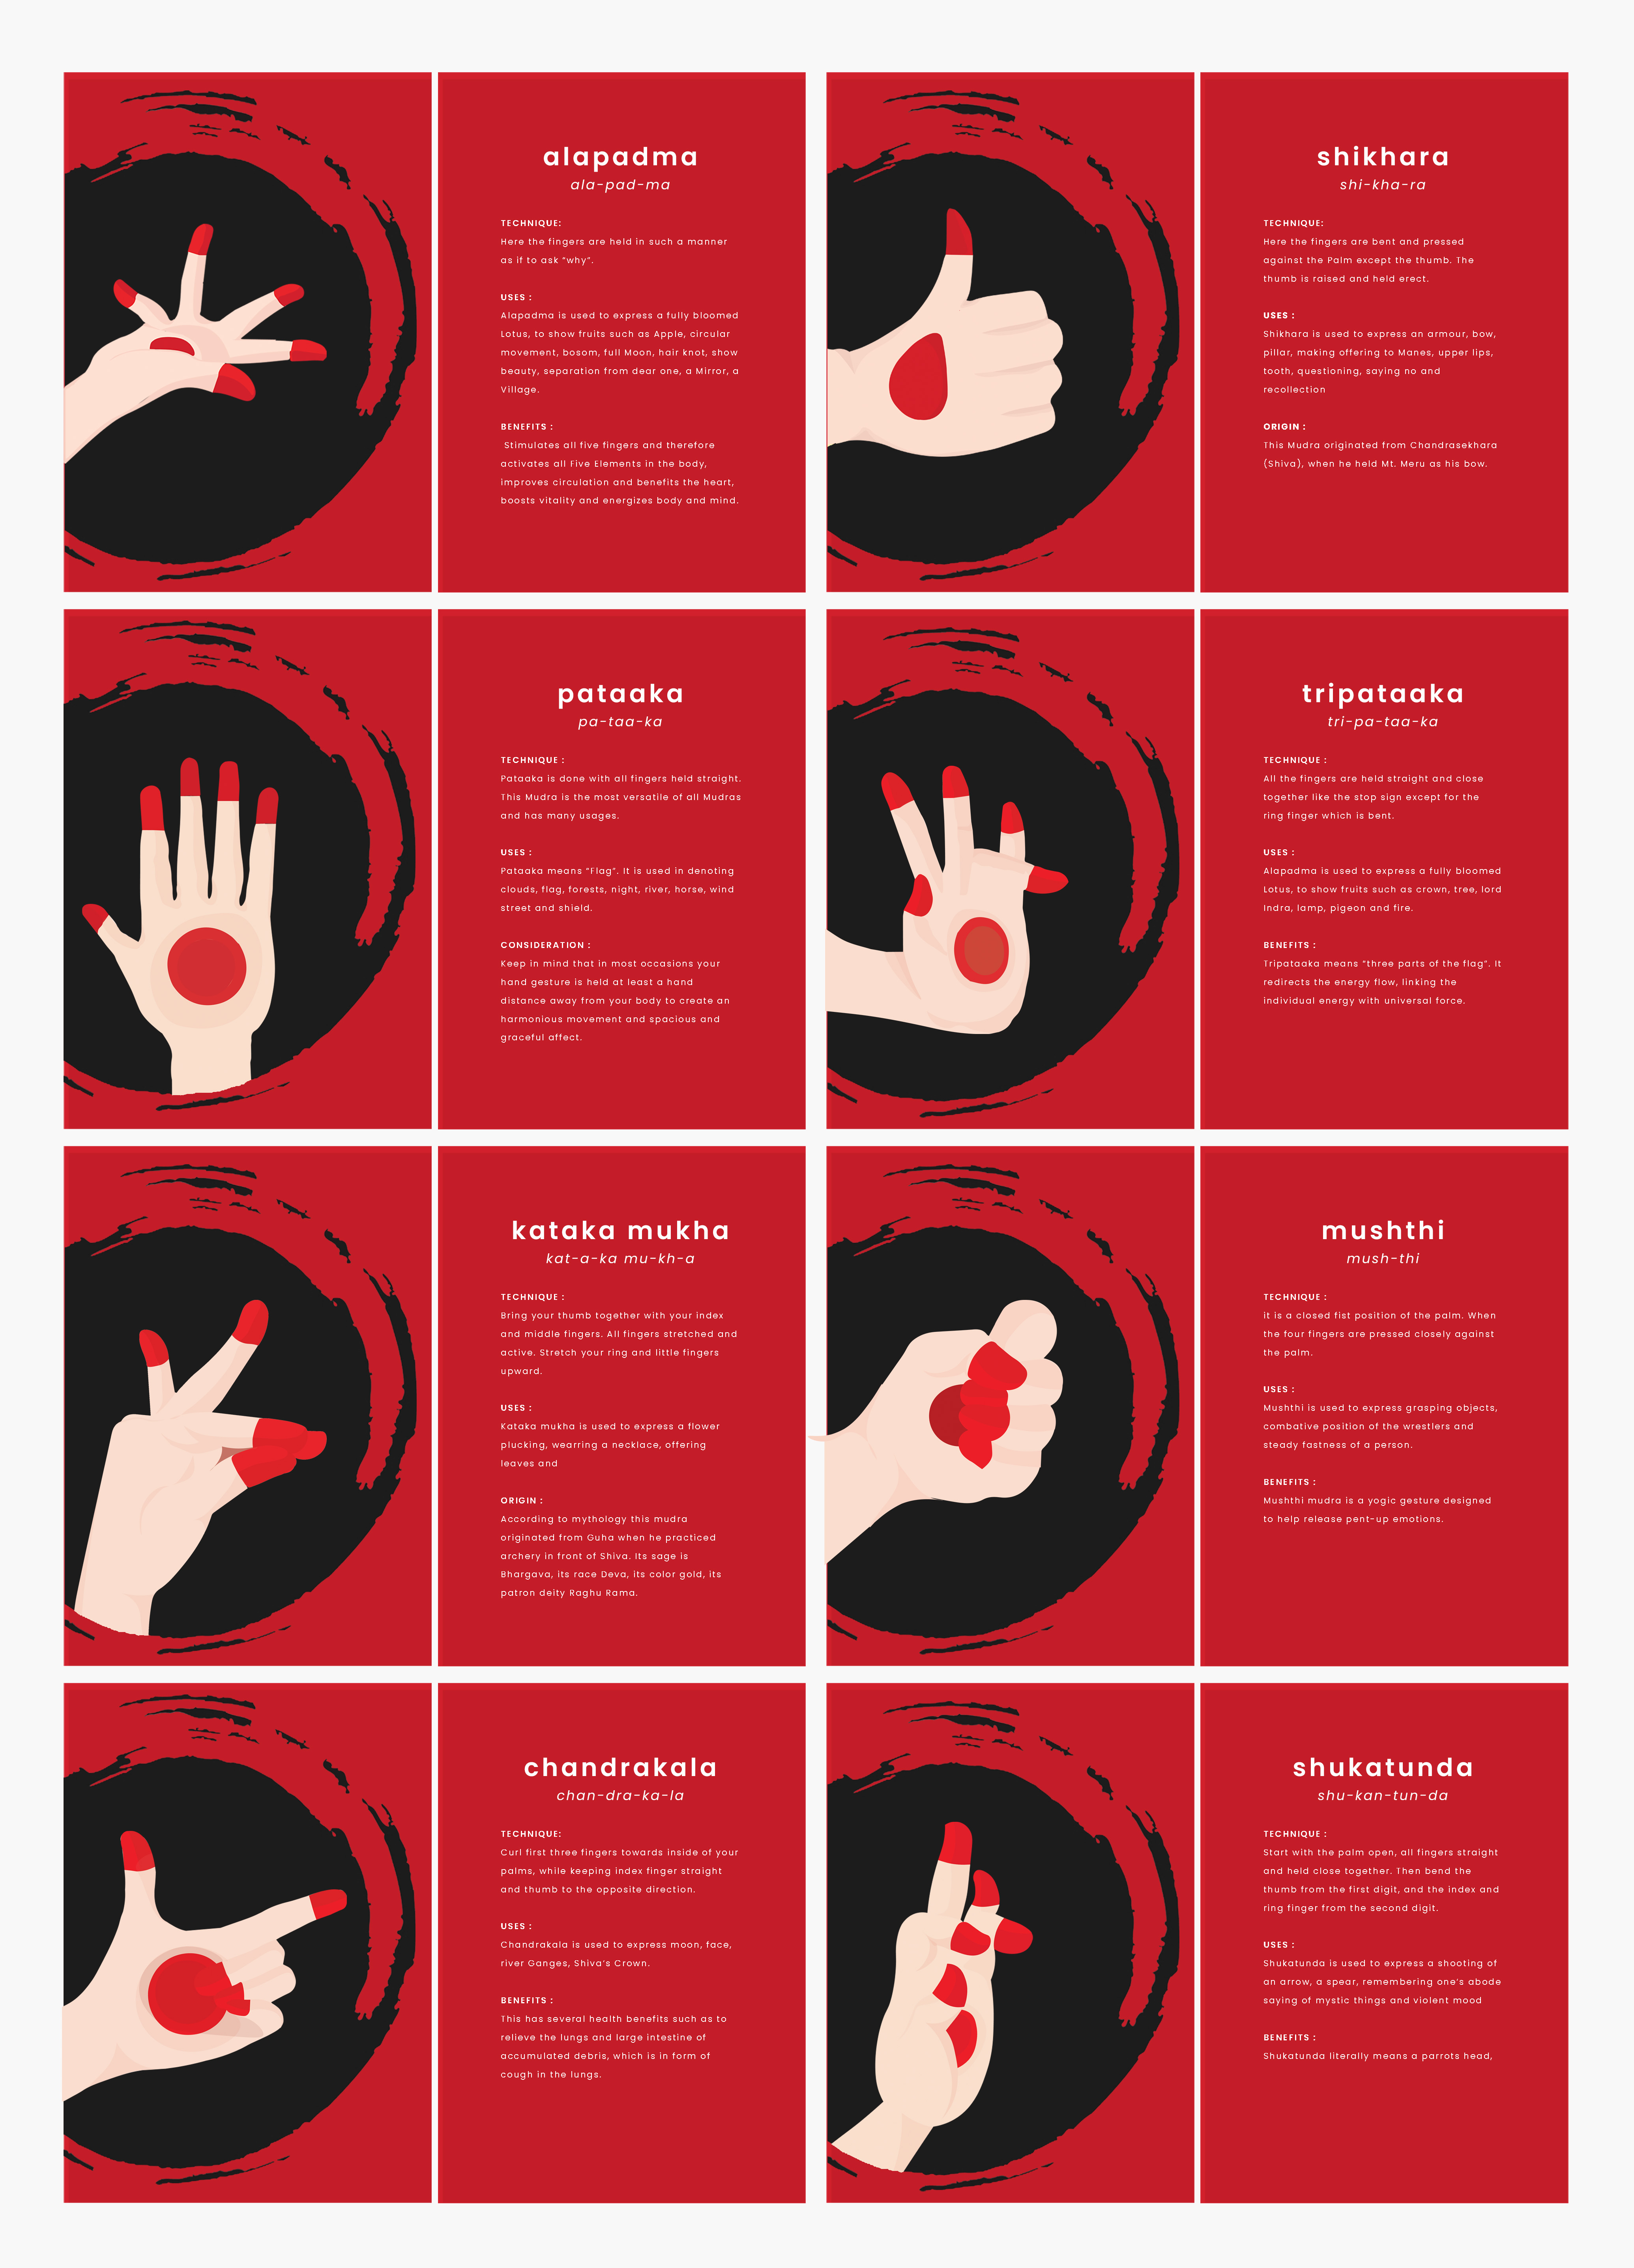 alapadma
ala-pad-ma
TECHNIQUE:
Here the fingers are held in such a manner
as if to ask “why”.
USES :
Alapadma is used to express a fully bloomed
Lotus, to show fruits such as Apple, circular
movement, bosom, full Moon, hair knot, show
beauty, separation from dear one, a Mirror, a
Village.
BENEFITS :
Stimulates all five fingers and therefore
activates all Five Elements in the body,
improves circulation and benefits the heart,
boosts vitality and energizes body and mind.
shikhara
shi-kha-ra
TECHNIQUE:
Here the fingers are bent and pressed
against the Palm except the thumb. The
thumb is raised and held erect.
USES :
Shikhara is used to express an armour, bow,
pillar, making offering to Manes, upper lips,
tooth, questioning, saying no and
recollection
ORIGIN :
This Mudra originated from Chandrasekhara
(Shiva), when he held Mt. Meru as his bow.
pataaka
pa-taa-ka
TECHNIQUE :
Pataaka is done with all fingers held straight.
This Mudra is the most versatile of all Mudras
and has many usages.
USES :
Pataaka means “Flag”. It is used in denoting
clouds, flag, forests, night, river, horse, wind
street and shield.
CONSIDERATION :
Keep in mind that in most occasions your
hand gesture is held at least a hand
distance away from your body to create an
harmonious movement and spacious and
graceful affect.
tripataaka
tri-pa-taa-ka
TECHNIQUE :
All the fingers are held straight and close
together like the stop sign except for the
ring finger which is bent.
USES :
Alapadma is used to express a fully bloomed
Lotus, to show fruits such as crown, tree, lord
Indra, lamp, pigeon and fire.
BENEFITS :
Tripataaka means “three parts of the flag”. It
redirects the energy flow, linking the
individual energy with universal force.
kataka mukha
kat-a-ka mu-kh-a
TECHNIQUE :
Bring your thumb together with your index
and middle fingers. All fingers stretched and
active. Stretch your ring and little fingers
upward.
USES :
Kataka mukha is used to express a flower
plucking, wearring a necklace, offering
leaves and
ORIGIN :
According to mythology this mudra
originated from Guha when he practiced
archery in front of Shiva. Its sage is
Bhargava, its race Deva, its color gold, its
patron deity Raghu Rama.
mushthi
mush-thi
TECHNIQUE :
it is a closed fist position of the palm. When
the four fingers are pressed closely against
the palm.
USES :
Mushthi is used to express grasping objects,
combative position of the wrestlers and
steady fastness of a person.
BENEFITS :
Mushthi mudra is a yogic gesture designed
to help release pent-up emotions.
chandrakala
chan-dra-ka-la
TECHNIQUE:
Curl first three fingers towards inside of your
palms, while keeping index finger straight
and thumb to the opposite direction.
USES :
Chandrakala is used to express moon, face,
river Ganges, Shiva’s Crown.
BENEFITS :
This has several health benefits such as to
relieve the lungs and large intestine of
accumulated debris, which is in form of
cough in the lungs.
shukatunda
shu-kan-tun-da
TECHNIQUE :
Start with the palm open, all fingers straight
and held close together. Then bend the
thumb from the first digit, and the index and
ring finger from the second digit.
USES :
Shukatunda is used to express a shooting of
an arrow, a spear, remembering one’s abode
saying of mystic things and violent mood
BENEFITS :
Shukatunda literally means a parrots head,